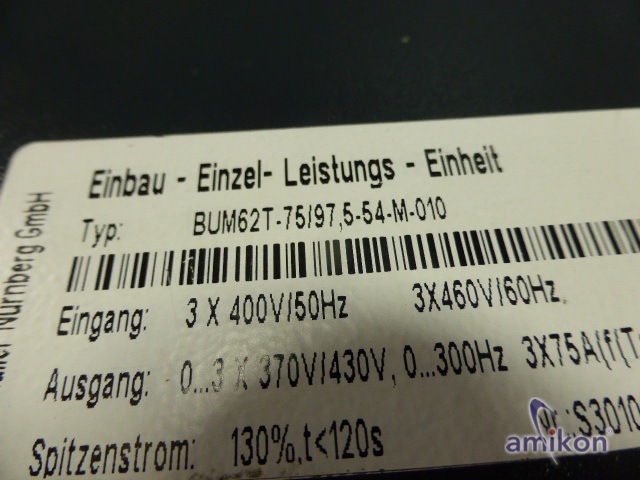 Einbau - Einzel- Leistungs - Einheit
Typ: BUM62T-75/97,5-54-M-010
Eingang: 3 X 400V/50Hz 3X460V/60Hz
Ausgang: 0...3 X 370V/430V, 0...300Hz 3X75A(f(T
Spitzenstrom: 130%,t<120s
:S3010
Nürnberg GmbH
amikon